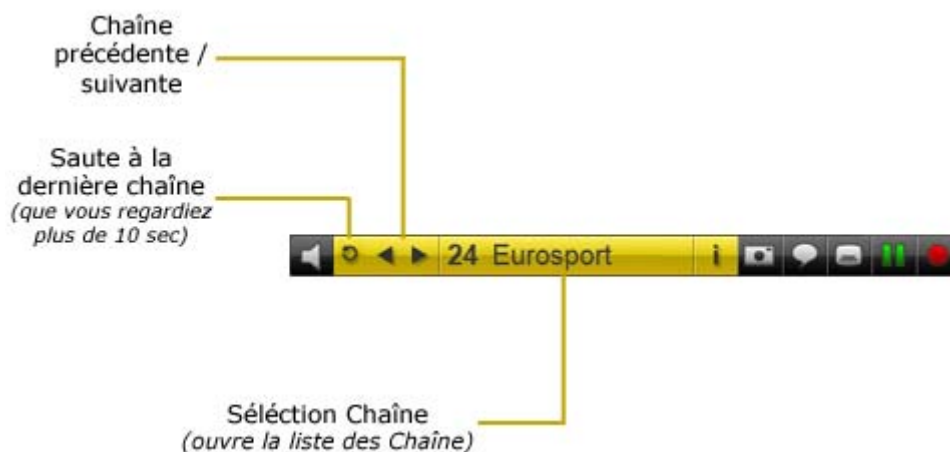 Chaîne
précédente /
suivante
Saute à la
dernière chaîne
(que vous regardiez
plus de 10 sec)
24 Eurosport i
Séléction Chaîne
(ouvre la liste des Chaîne)